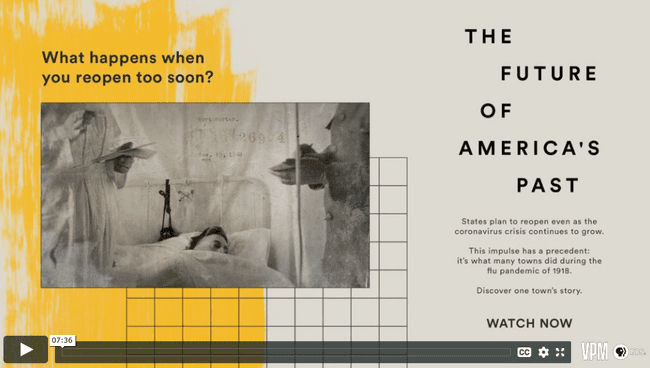 What happens when
you reopen too soon?
THE
FUTURE
OF
AMERICA'S
PAST
States plan to reopen even as the
coronavirus crisis continues to grow.
This impulse has a precedent:
it's what many towns did during the
flu pandemic of 1918.
Discover one town's story.
WATCH NOW
07:36
CC
VPM